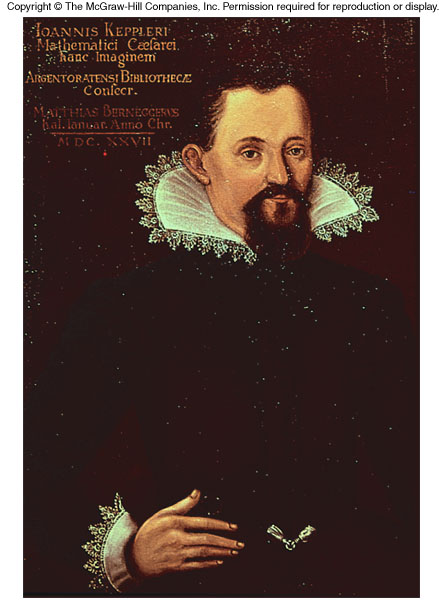 Copyright © The McGraw-Hill Companies, Inc. Permission required for reproduction or display.
IOANNIS KEPPLERI
Mathematici Cæsarei
hanc Imaginem
ARGENTORATENSI BIBLIOTHECÆ
Consecr.
MATTHIAS BERNEGGERUS
Kal. Ianuar. Anno Chr.
MDC. XXVII